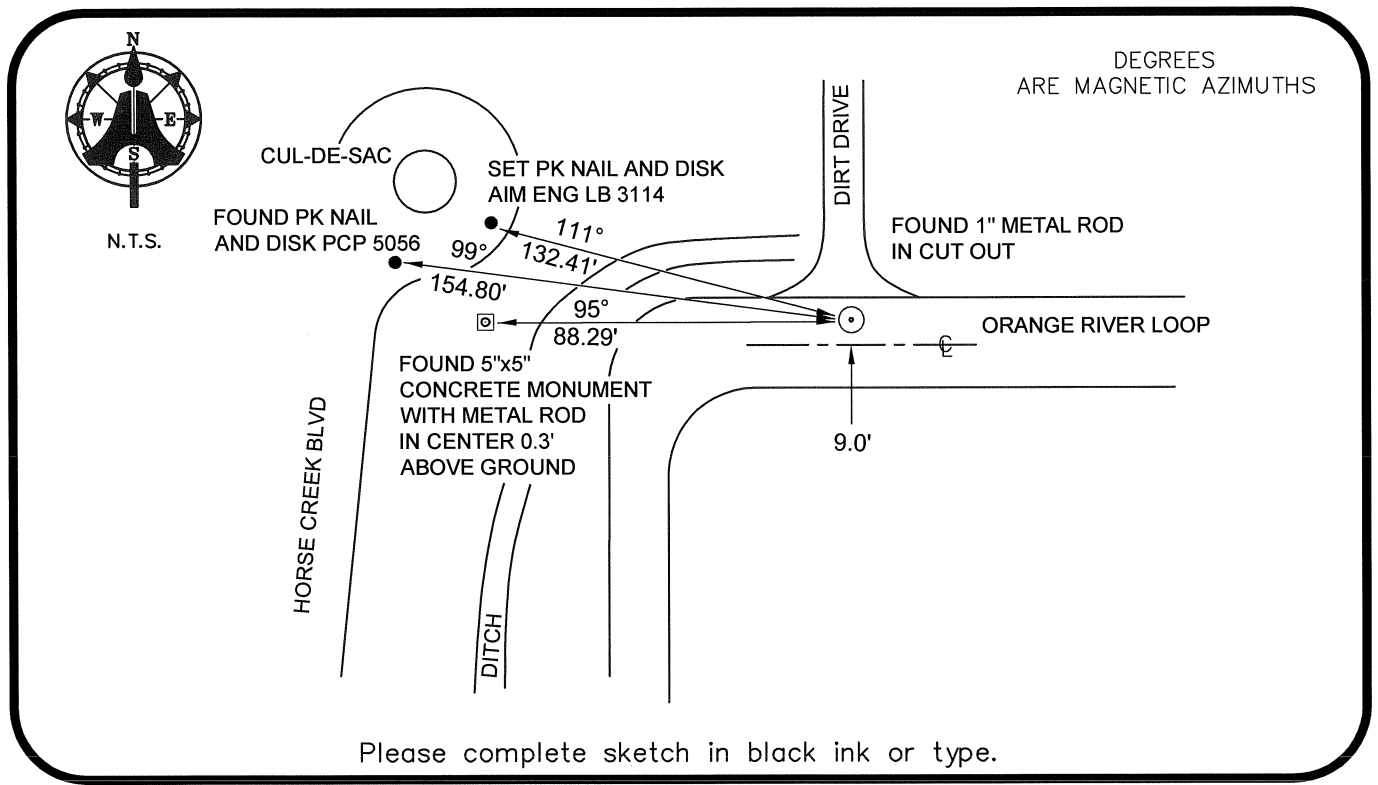 N
W
E
S
N.T.S.
DEGREES
ARE MAGNETIC AZIMUTHS
CUL-DE-SAC
SET PK NAIL AND DISK
AIM ENG LB 3114
FOUND PK NAIL
AND DISK PCP 5056
DIRT DRIVE
FOUND 1" METAL ROD
IN CUT OUT
111°
132.41'
99°
154.80'
95°
88.29'
ORANGE RIVER LOOP
CL
9.0'
FOUND 5"x5"
CONCRETE MONUMENT
WITH METAL ROD
IN CENTER 0.3'
ABOVE GROUND
HORSE CREEK BLVD
DITCH
Please complete sketch in black ink or type.